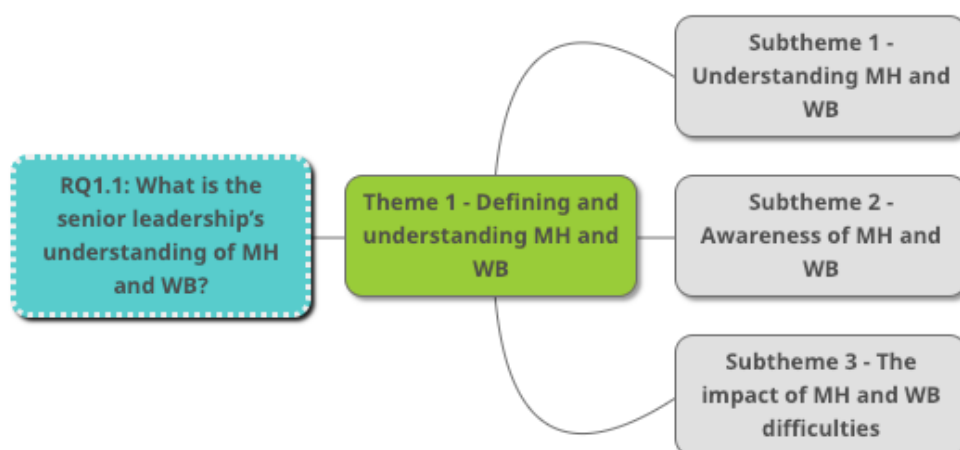 RQ1.1: What is the
senior leadership's
understanding of MH
and WB?
Theme 1 - Defining and
understanding MH and
WB
Subtheme 1 -
Understanding MH and
WB
Subtheme 2 -
Awareness of MH and
WB
Subtheme 3 - The
impact of MH and WB
difficulties